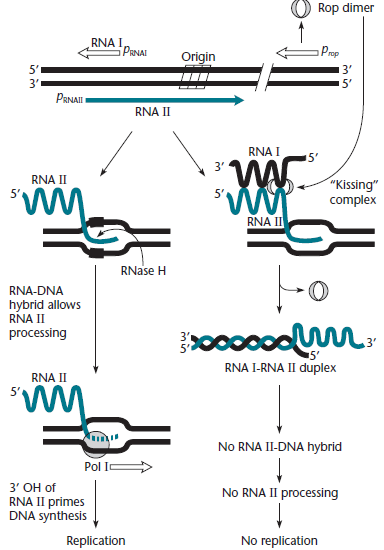 Rop dimer
RNA I
pRNAI
Origin
prop
5′
3′
3′
5′
pRNAII
RNA II
RNA I
3′
5′
RNA II
5′
5′
"Kissing"
complex
RNA II
RNase H
RNA-DNA
hybrid allows
RNA II
processing
3′
5′
3′
5′
RNA I-RNA II duplex
RNA II
5′
No RNA II-DNA hybrid
Pol I
3′ OH of
RNA II primes
DNA synthesis
No RNA II processing
Replication
No replication